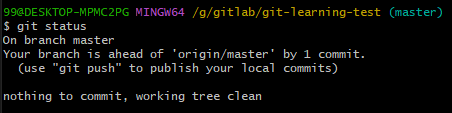 99@DESKTOP-MPMC2PG MINGW64 /g/gitlab/git-learning-test (master)
$ git status
On branch master
Your branch is ahead of 'origin/master' by 1 commit.
  (use "git push" to publish your local commits)

nothing to commit, working tree clean